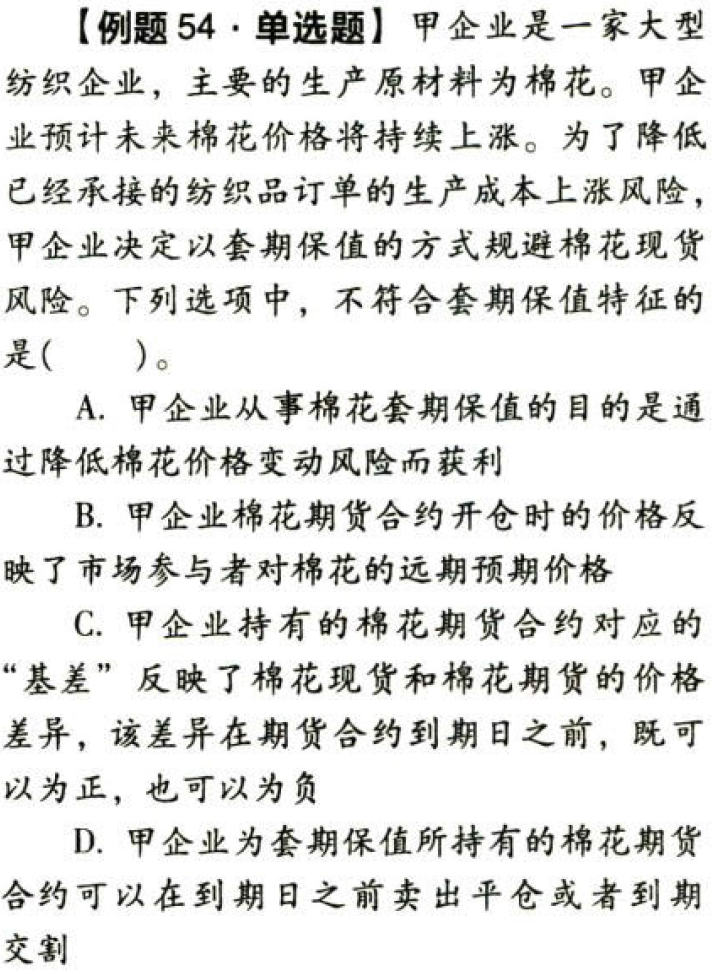 【例题 54 · 单选题】甲企业是一家大型
纺织企业，主要的生产原材料为棉花。甲企
业预计未来棉花价格将持续上涨。为了降低
已经承接的纺织品订单的生产成本上涨风险，
甲企业决定以套期保值的方式规避棉花现货
风险。下列选项中，不符合套期保值特征的
是(　　)。
A. 甲企业从事棉花套期保值的目的是通
过降低棉花价格变动风险而获利
B. 甲企业棉花期货合约开仓时的价格反
映了市场参与者对棉花的远期预期价格
C. 甲企业持有的棉花期货合约对应的
“基差”反映了棉花现货和棉花期货的价格
差异，该差异在期货合约到期日之前，既可
以为正，也可以为负
D. 甲企业为套期保值所持有的棉花期货
合约可以在到期日之前卖出平仓或者到期
交割